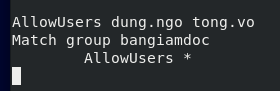 AllowUsers dung.ngo tong.vo
Match group bangiamdoc
        AllowUsers *